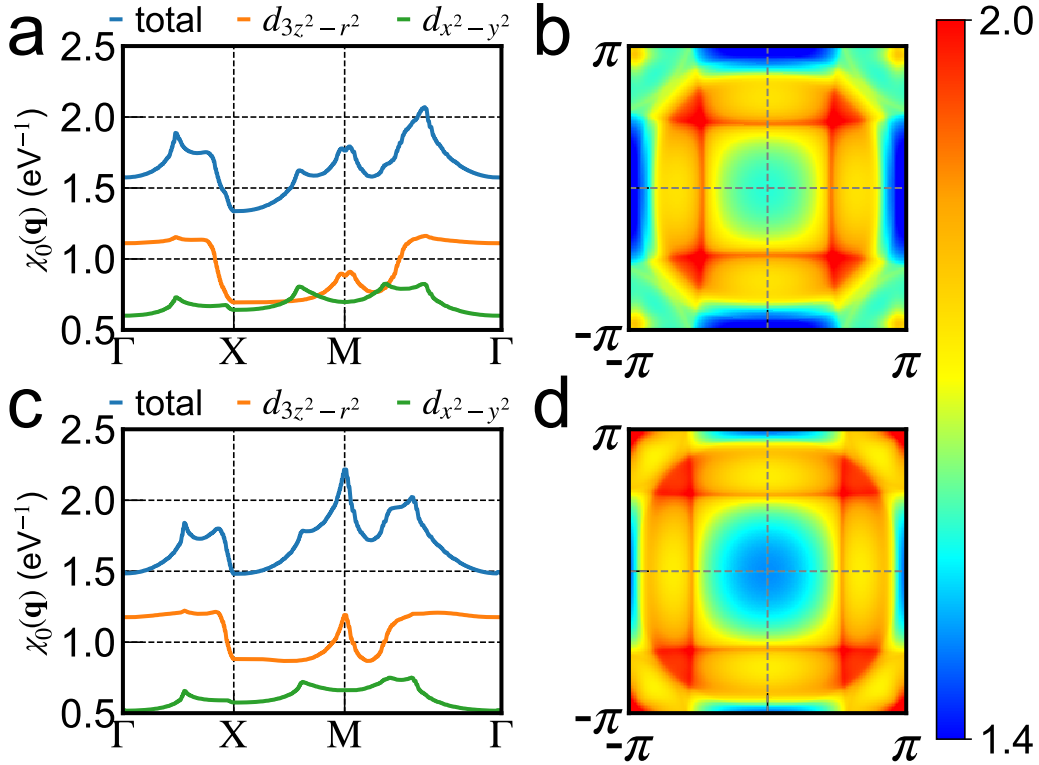 a
total d₃z²₋r² dx²₋y²
2.5
2.0
1.5
1.0
0.5
χ₀(q) (eV⁻¹)
Γ X M Γ
b
π
-π
-π π
2.0
1.4
c
total d₃z²₋r² dx²₋y²
2.5
2.0
1.5
1.0
0.5
χ₀(q) (eV⁻¹)
Γ X M Γ
d
π
-π
-π π